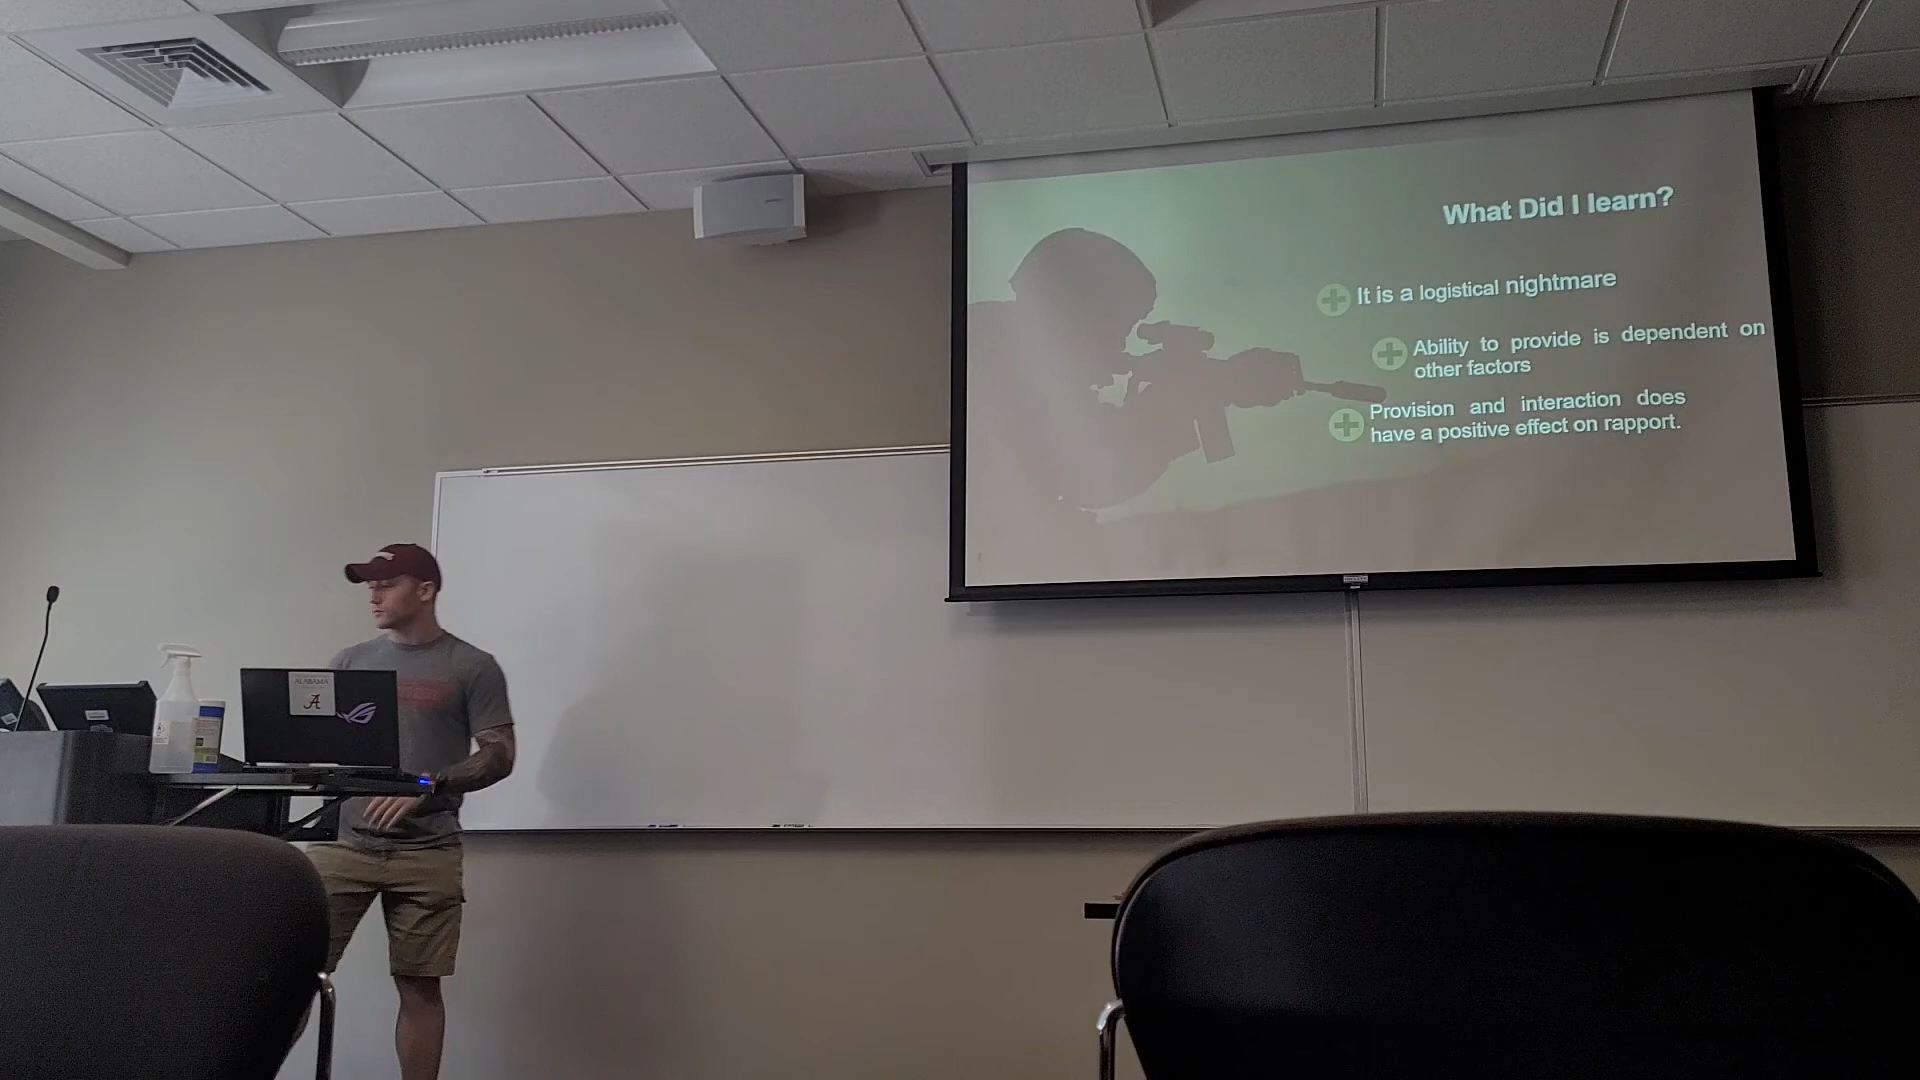 What Did I learn?
It is a logistical nightmare
Ability to provide is dependent on
other factors
Provision and interaction does
have a positive effect on rapport.
ALABAMA
A